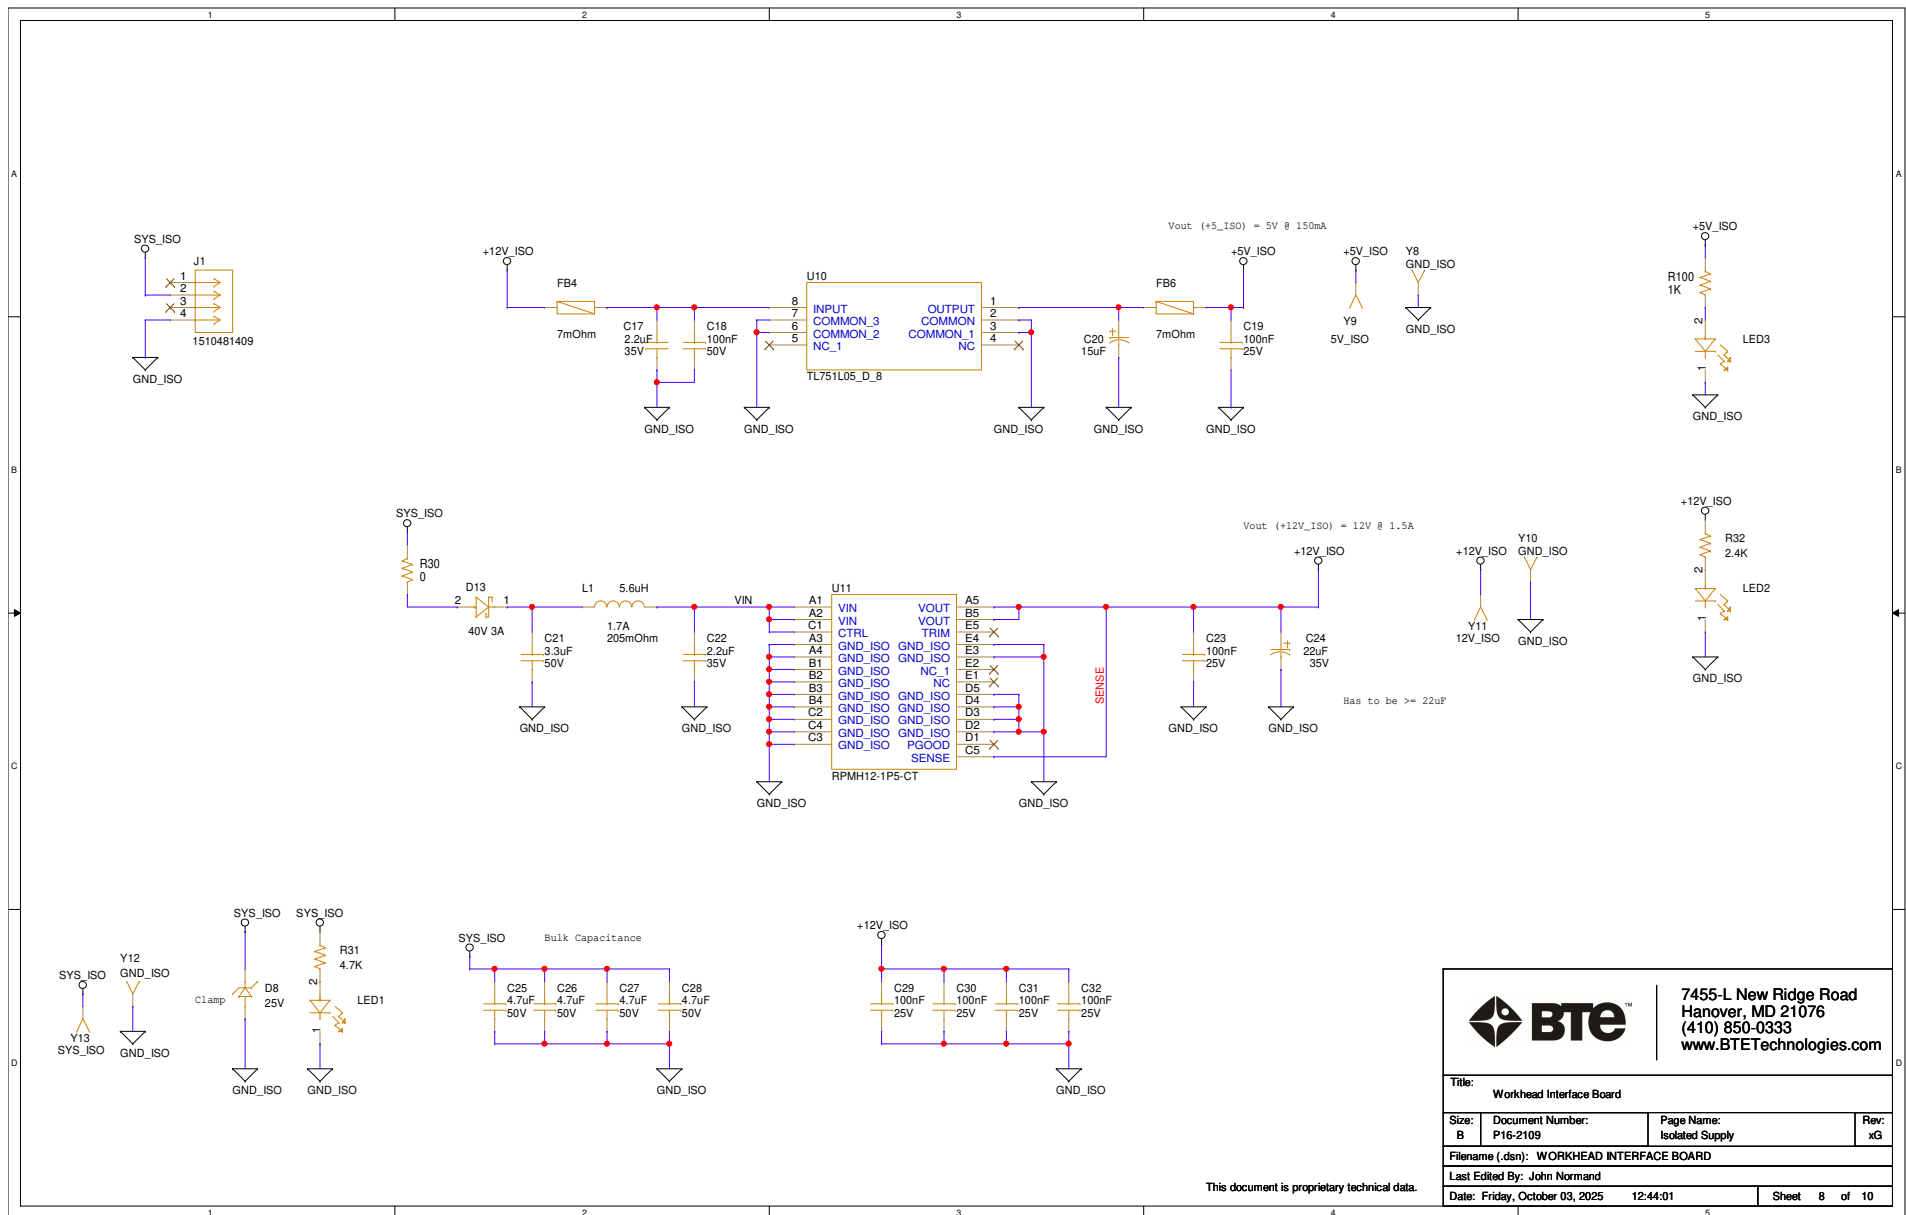 1 2 3 4 5
A A
B B
C C
D D
SYS_ISO
J1
1
2
3
4
1510481409
GND_ISO
+12V_ISO
FB4
7mOhm
C17
2.2uF
35V
C18
100nF
50V
GND_ISO
GND_ISO
U10
8 INPUT
7 COMMON_3
6 COMMON_2
5 NC_1
OUTPUT 1
COMMON 2
COMMON_1 3
NC 4
TL751L05_D_8
GND_ISO
Vout (+5_ISO) = 5V @ 150mA
C20
15uF
GND_ISO
FB6
7mOhm
+5V_ISO
C19
100nF
25V
GND_ISO
+5V_ISO
Y9
5V_ISO
Y8
GND_ISO
GND_ISO
+5V_ISO
R100
1K
2
LED3
1
GND_ISO
SYS_ISO
R30
0
D13
2 1
40V 3A
C21
3.3uF
50V
GND_ISO
L1 5.6uH
1.7A
205mOhm
C22
2.2uF
35V
GND_ISO
VIN
U11
A1 VIN
A2 VIN
C1 CTRL
A3 GND_ISO
A4 GND_ISO
B1 GND_ISO
B2 GND_ISO
B3 GND_ISO
B4 GND_ISO
C2 GND_ISO
C4 GND_ISO
C3 GND_ISO
VOUT A5
VOUT B5
TRIM E5
GND_ISO E4
GND_ISO E3
NC_1 E2
NC E1
GND_ISO D5
GND_ISO D4
GND_ISO D3
GND_ISO D2
PGOOD D1
SENSE C5
RPMH12-1P5-CT
GND_ISO
GND_ISO
SENSE
Vout (+12V_ISO) = 12V @ 1.5A
+12V_ISO
C23
100nF
25V
GND_ISO
C24
22uF
35V
GND_ISO
Has to be >= 22uF
+12V_ISO
Y11
12V_ISO
Y10
GND_ISO
GND_ISO
+12V_ISO
R32
2.4K
2
LED2
1
GND_ISO
SYS_ISO
Y13
SYS_ISO
Y12
GND_ISO
GND_ISO
SYS_ISO
Clamp
D8
25V
GND_ISO
SYS_ISO
R31
4.7K
2
LED1
1
GND_ISO
SYS_ISO
Bulk Capacitance
C25
4.7uF
50V
C26
4.7uF
50V
C27
4.7uF
50V
C28
4.7uF
50V
GND_ISO
+12V_ISO
C29
100nF
25V
C30
100nF
25V
C31
100nF
25V
C32
100nF
25V
GND_ISO
BTE™
7455-L New Ridge Road
Hanover, MD 21076
(410) 850-0333
www.BTETechnologies.com
Title:
Workhead Interface Board
Size: Document Number: Page Name: Rev:
B P16-2109 Isolated Supply xG
Filename (.dsn): WORKHEAD INTERFACE BOARD
Last Edited By: John Normand
Date: Friday, October 03, 2025 12:44:01 Sheet 8 of 10
This document is proprietary technical data.
1 2 3 4 5